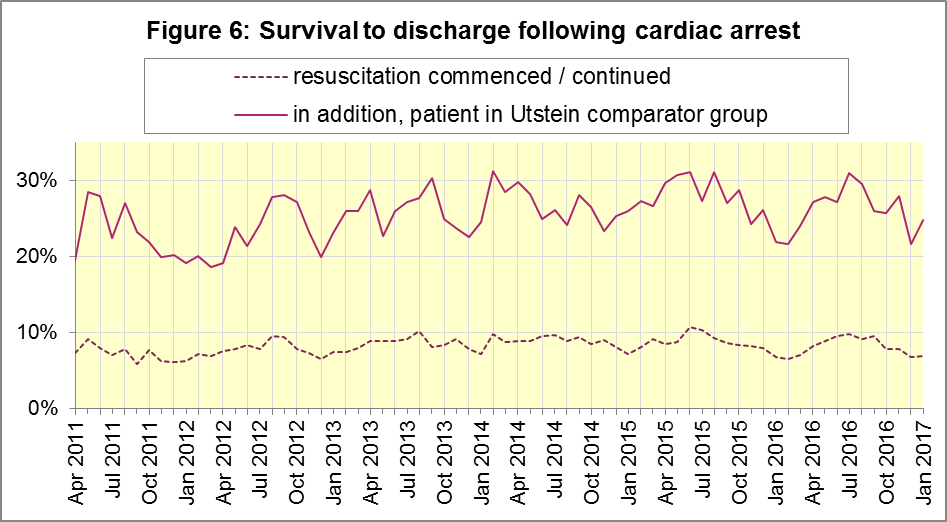 Figure 6: Survival to discharge following cardiac arrest
resuscitation commenced / continued
in addition, patient in Utstein comparator group
30%
20%
10%
0%
Apr 2011
Jul 2011
Oct 2011
Jan 2012
Apr 2012
Jul 2012
Oct 2012
Jan 2013
Apr 2013
Jul 2013
Oct 2013
Jan 2014
Apr 2014
Jul 2014
Oct 2014
Jan 2015
Apr 2015
Jul 2015
Oct 2015
Jan 2016
Apr 2016
Jul 2016
Oct 2016
Jan 2017